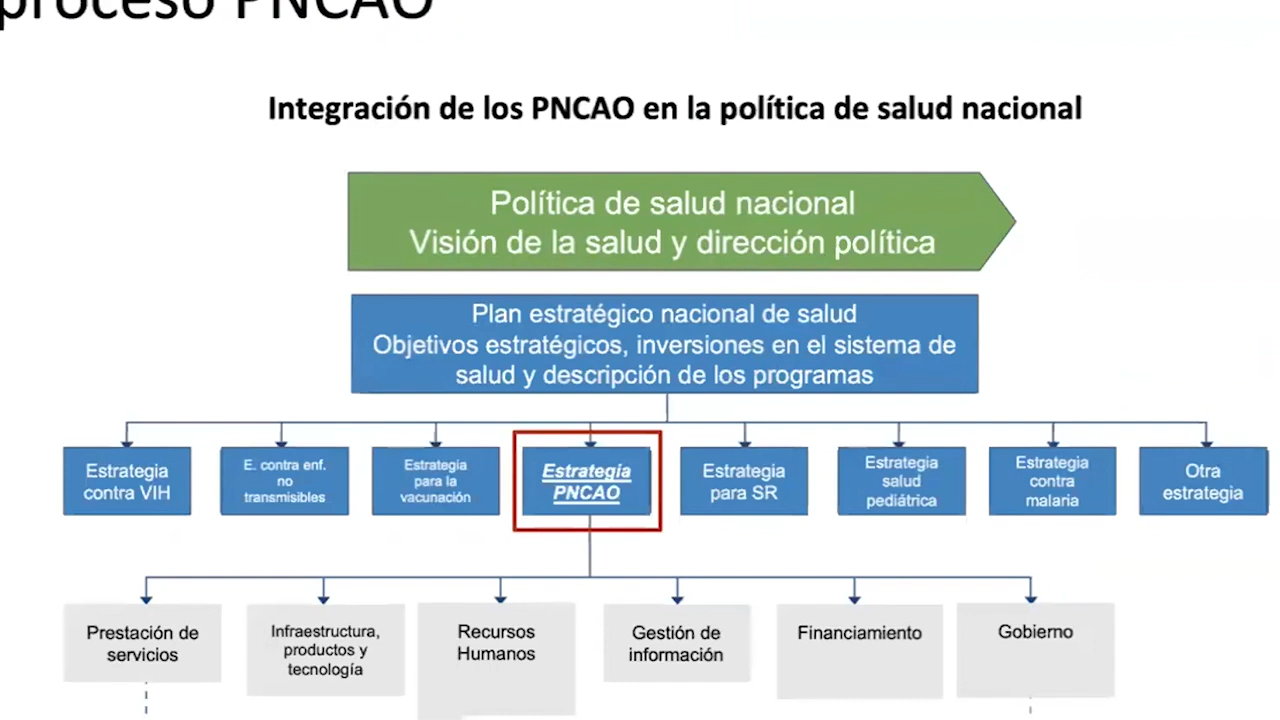 proceso PNCAO
Integración de los PNCAO en la política de salud nacional
Política de salud nacional
Visión de la salud y dirección política
Plan estratégico nacional de salud
Objetivos estratégicos, inversiones en el sistema de
salud y descripción de los programas
Estrategia
contra VIH
E. contra enf.
no
transmisibles
Estrategia
para la
vacunación
Estrategia
PNCAO
Estrategia
para SR
Estrategia
salud
pediátrica
Estrategia
contra
malaria
Otra
estrategia
Prestación de
servicios
Infraestructura,
productos y
tecnología
Recursos
Humanos
Gestión de
información
Financiamiento
Gobierno